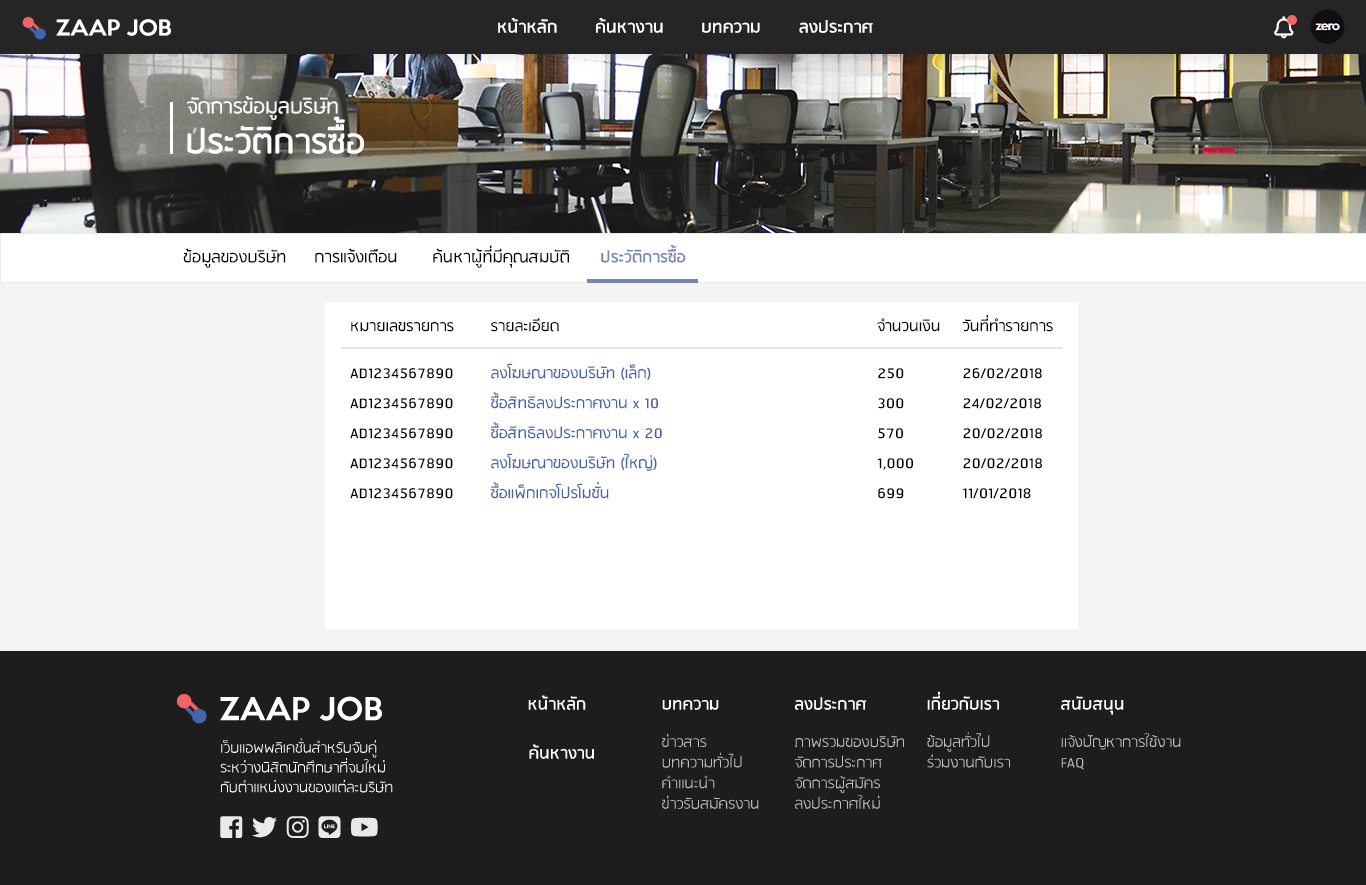 ZAAP JOB
หน้าหลัก ค้นหางาน บทความ ลงประกาศ
zero
จัดการข้อมูลบริษัท
ประวัติการซื้อ
ข้อมูลของบริษัท การแจ้งเตือน ค้นหาผู้ที่มีคุณสมบัติ ประวัติการซื้อ
หมายเลขรายการ รายละเอียด จำนวนเงิน วันที่ทำรายการ
AD1234567890 ลงโฆษณาของบริษัท (เล็ก) 250 26/02/2018
AD1234567890 ซื้อสิทธิลงประกาศงาน x 10 300 24/02/2018
AD1234567890 ซื้อสิทธิลงประกาศงาน x 20 570 20/02/2018
AD1234567890 ลงโฆษณาของบริษัท (ใหญ่) 1,000 20/02/2018
AD1234567890 ซื้อแพ็กเกจโปรโมชั่น 699 11/01/2018
ZAAP JOB
เว็บแอพพลิเคชั่นสำหรับจับคู่
ระหว่างนิสิตนักศึกษาที่จบใหม่
กับตำแหน่งงานของแต่ละบริษัท
LINE
หน้าหลัก
ค้นหางาน
บทความ
ข่าวสาร
บทความทั่วไป
คำแนะนำ
ข่าวรับสมัครงาน
ลงประกาศ
ภาพรวมของบริษัท
จัดการประกาศ
จัดการผู้สมัคร
ลงประกาศใหม่
เกี่ยวกับเรา
ข้อมูลทั่วไป
ร่วมงานกับเรา
สนับสนุน
แจ้งปัญหาการใช้งาน
FAQ